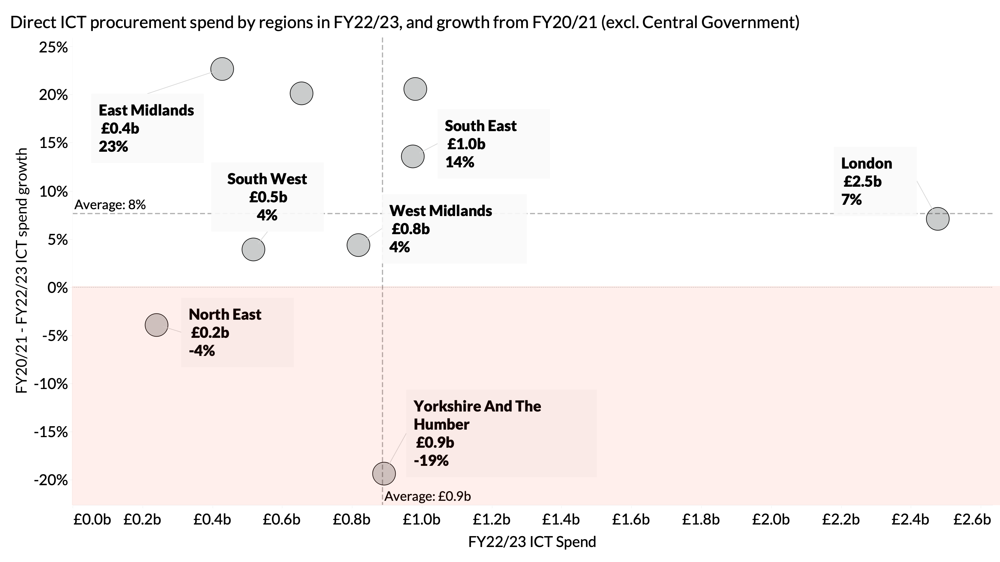 Direct ICT procurement spend by regions in FY22/23, and growth from FY20/21 (excl. Central Government)
FY20/21 - FY22/23 ICT spend growth
25%
20%
15%
10%
5%
0%
-5%
-10%
-15%
-20%
East Midlands
£0.4b
23%
South East
£1.0b
14%
London
£2.5b
7%
South West
£0.5b
4%
Average: 8%
West Midlands
£0.8b
4%
North East
£0.2b
-4%
Yorkshire And The
Humber
£0.9b
-19%
Average: £0.9b
£0.0b £0.2b £0.4b £0.6b £0.8b £1.0b £1.2b £1.4b £1.6b £1.8b £2.0b £2.2b £2.4b £2.6b
FY22/23 ICT Spend